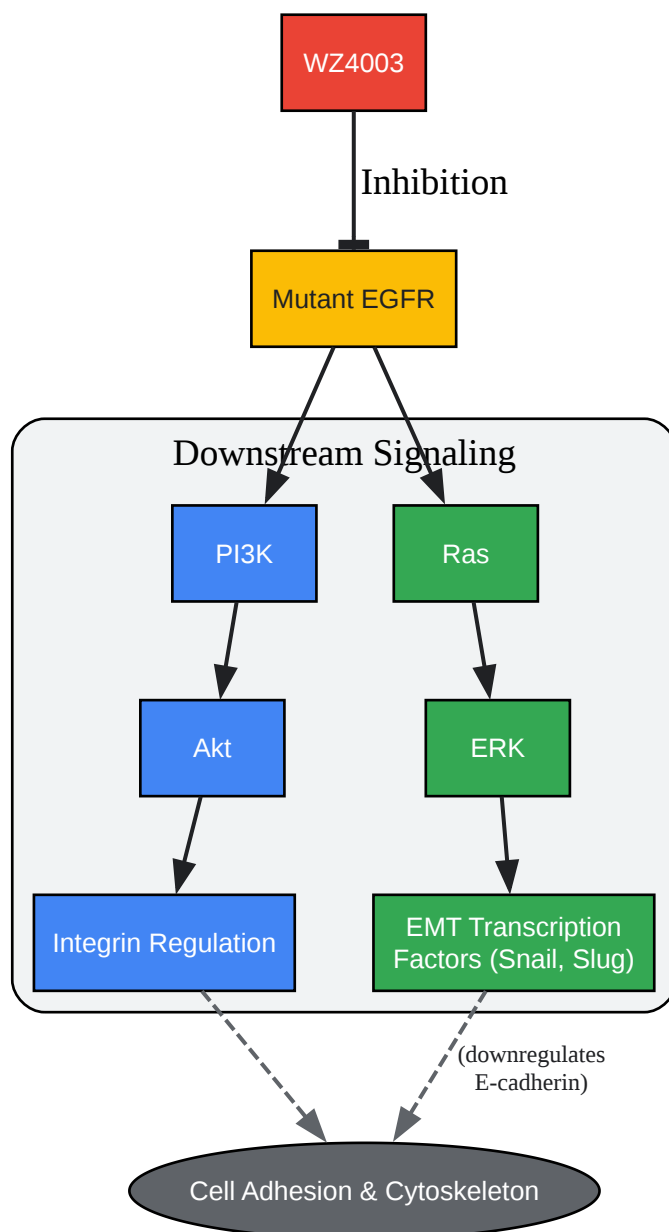 WZ4003
Inhibition
Mutant EGFR
Downstream Signaling
PI3K
Ras
Akt
ERK
Integrin Regulation
EMT Transcription
Factors (Snail, Slug)
(downregulates
E-cadherin)
Cell Adhesion & Cytoskeleton